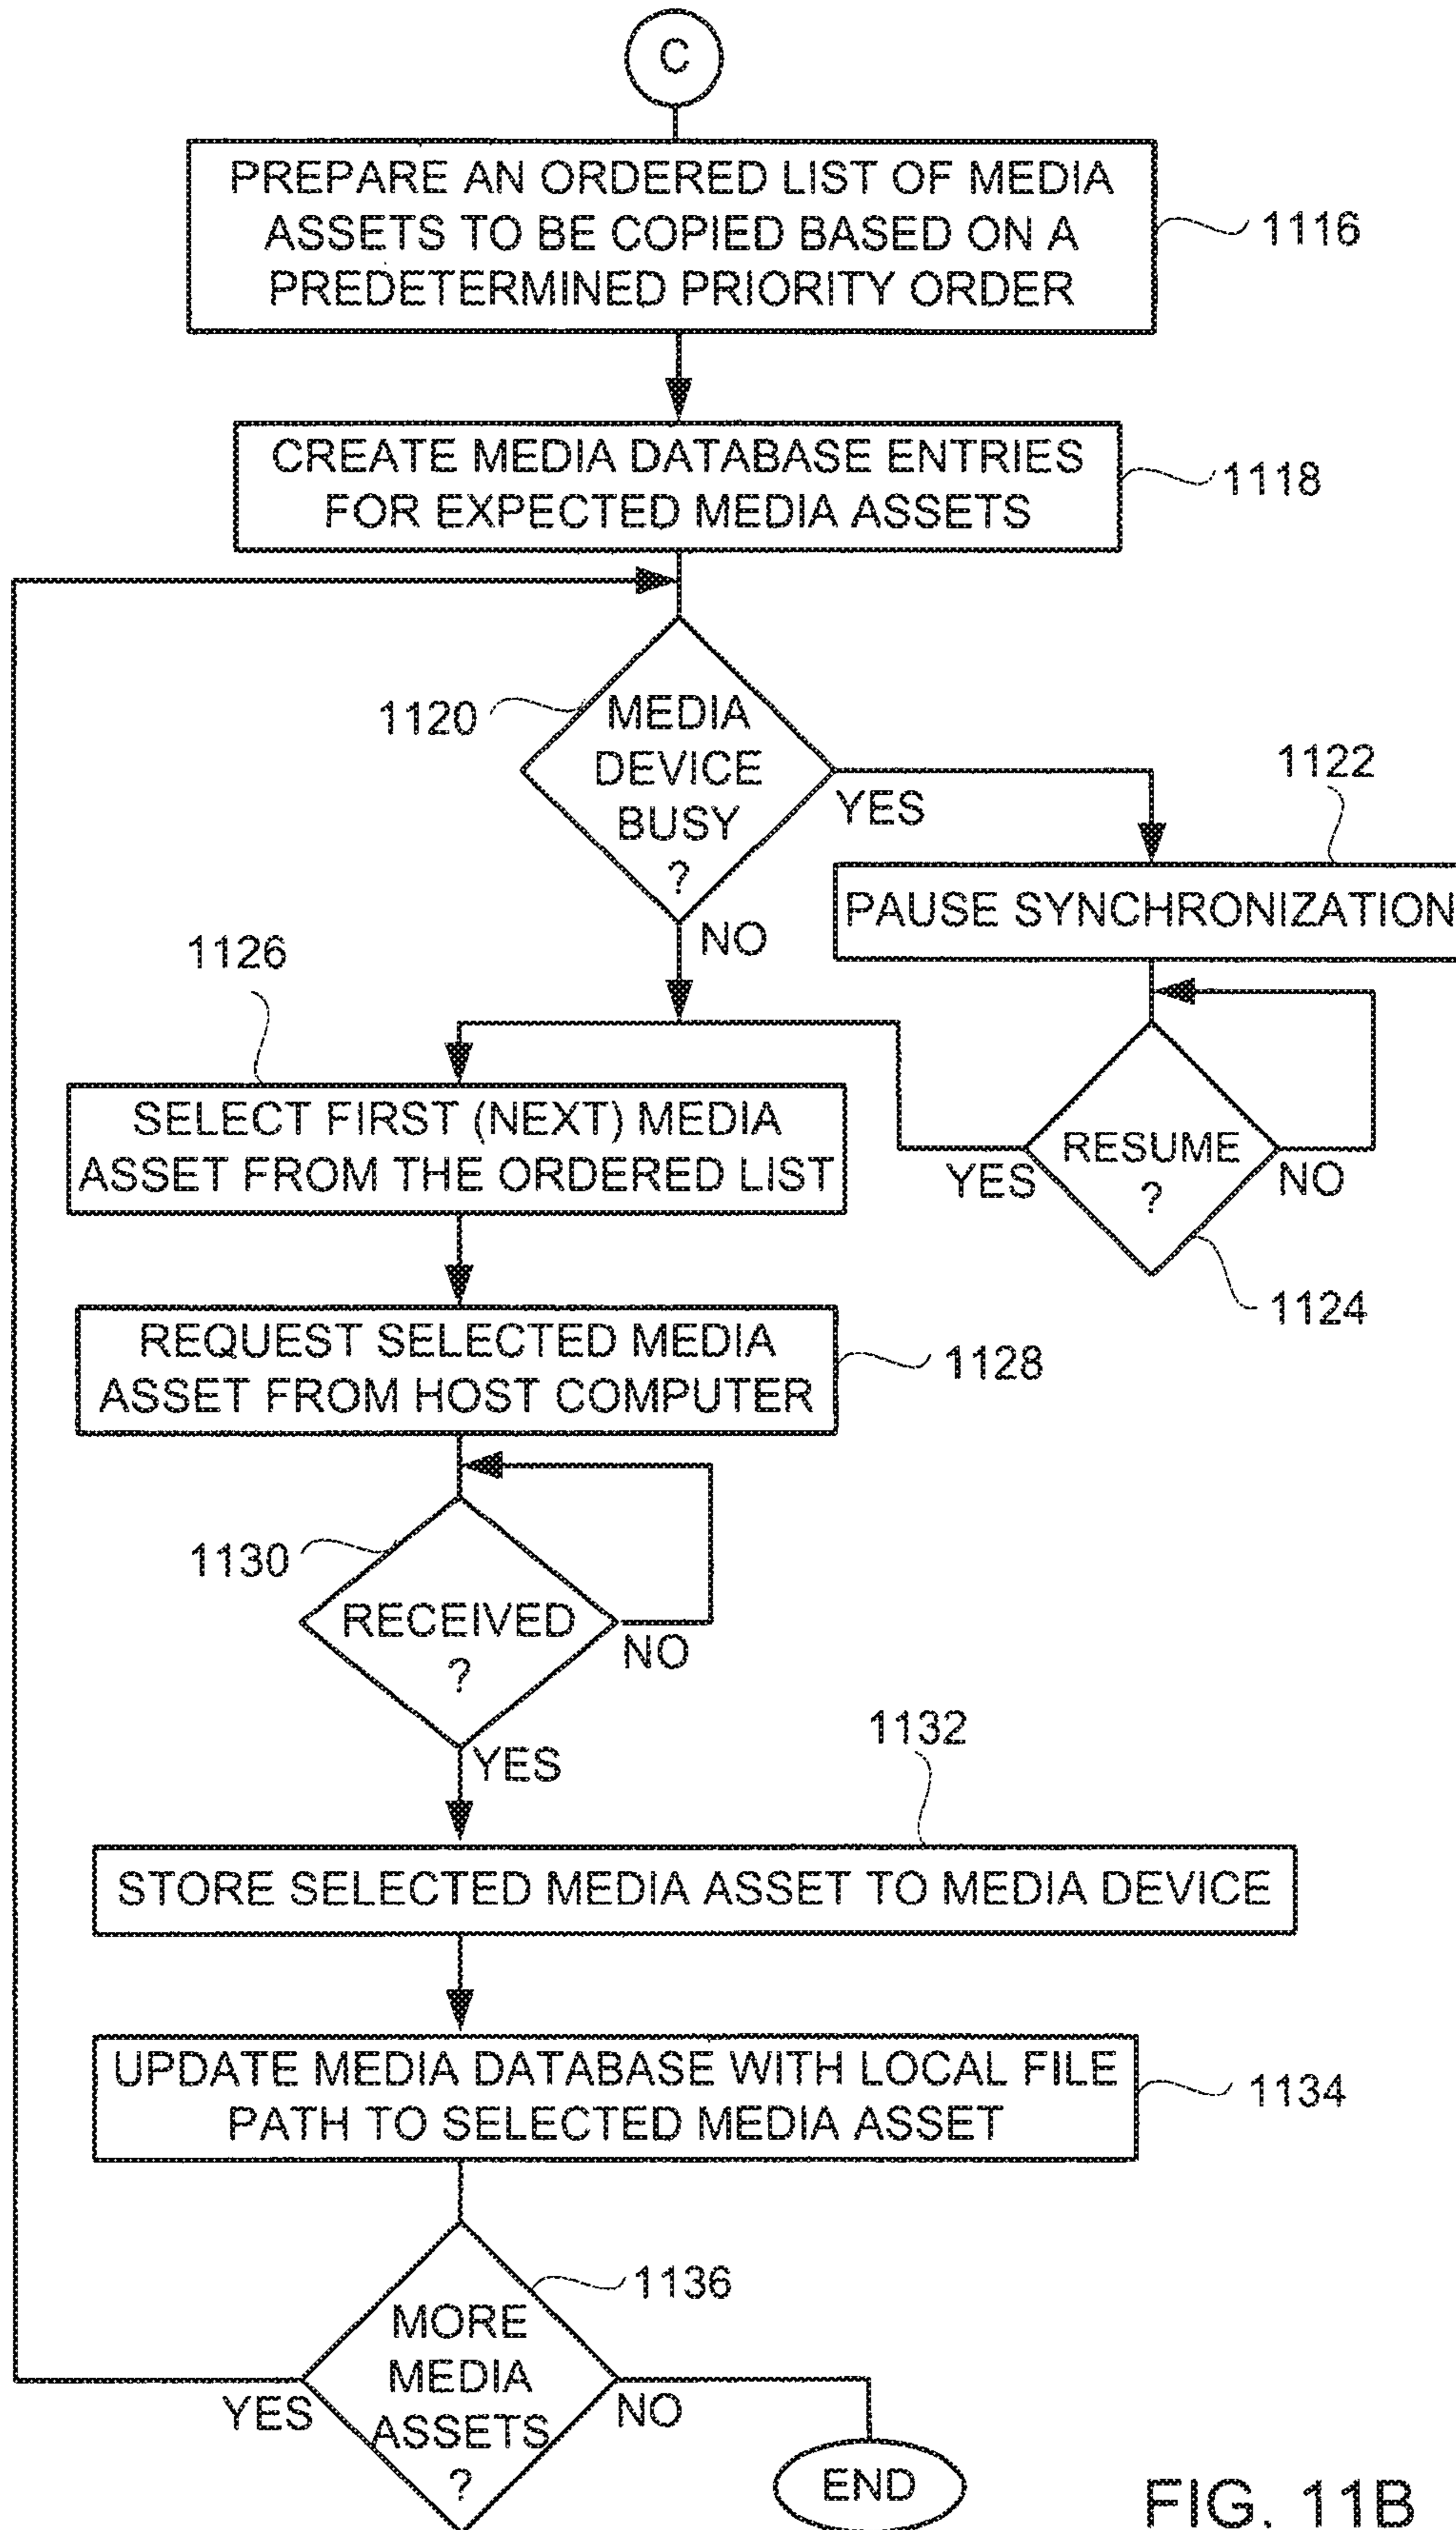 C
PREPARE AN ORDERED LIST OF MEDIA
ASSETS TO BE COPIED BASED ON A
PREDETERMINED PRIORITY ORDER
1116
CREATE MEDIA DATABASE ENTRIES
FOR EXPECTED MEDIA ASSETS
1118
1120
MEDIA
DEVICE
BUSY
?
YES
NO
1122
PAUSE SYNCHRONIZATION
RESUME
?
YES
NO
1124
1126
SELECT FIRST (NEXT) MEDIA
ASSET FROM THE ORDERED LIST
REQUEST SELECTED MEDIA
ASSET FROM HOST COMPUTER
1128
1130
RECEIVED
?
NO
YES
1132
STORE SELECTED MEDIA ASSET TO MEDIA DEVICE
UPDATE MEDIA DATABASE WITH LOCAL FILE
PATH TO SELECTED MEDIA ASSET
1134
1136
MORE
MEDIA
ASSETS
?
YES
NO
END
FIG. 11B